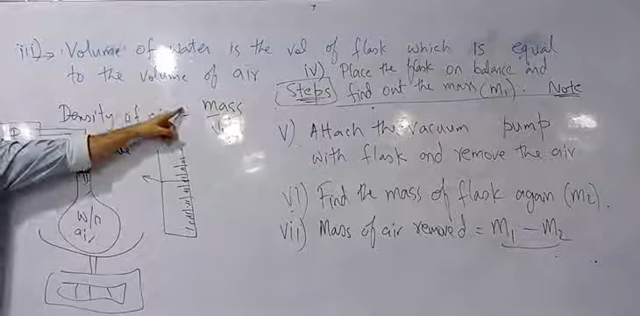 iii) → Volume of water is the vol of flask which is equal
to the volume of air
Density of
mass
iv) Place the flask on balance and
Steps find out the mass (m1). Note
v) Attach the vacuum pump
with flask and remove the air
vi) Find the mass of flask again (m2).
vii) Mass of air removed = m1 - m2
P
w/n
air